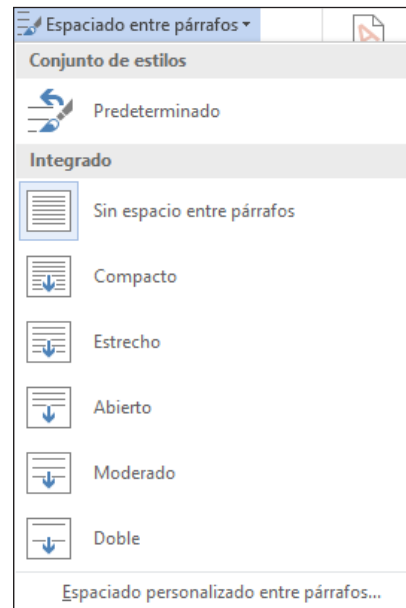 Espaciado entre párrafos
Conjunto de estilos
Predeterminado
Integrado
Sin espacio entre párrafos
Compacto
Estrecho
Abierto
Moderado
Doble
Espaciado personalizado entre párrafos...